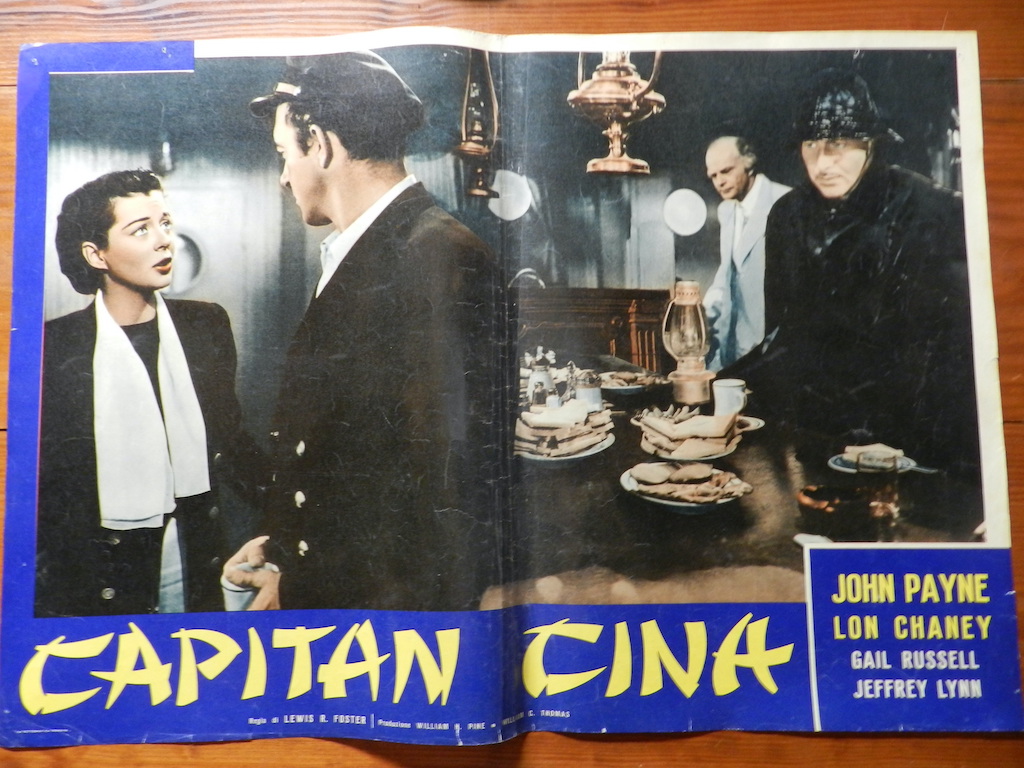 CAPITAN CINA
Regia di LEWIS R. FOSTER | Produzione WILLIAM H. PINE - WILLIAM C. THOMAS
JOHN PAYNE
LON CHANEY
GAIL RUSSELL
JEFFREY LYNN